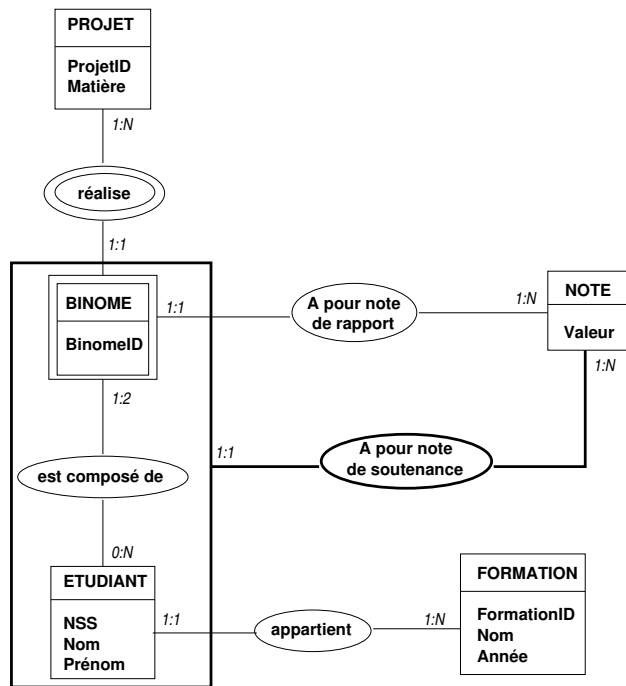 PROJET
ProjetID
Matière
1:N
réalise
1:1
BINOME
BinomeID
1:1
A pour note
de rapport
1:N
NOTE
Valeur
1:N
1:2
1:1
A pour note
de soutenance
est composé de
0:N
ETUDIANT
NSS
Nom
Prénom
1:1
appartient
1:N
FORMATION
FormationID
Nom
Année